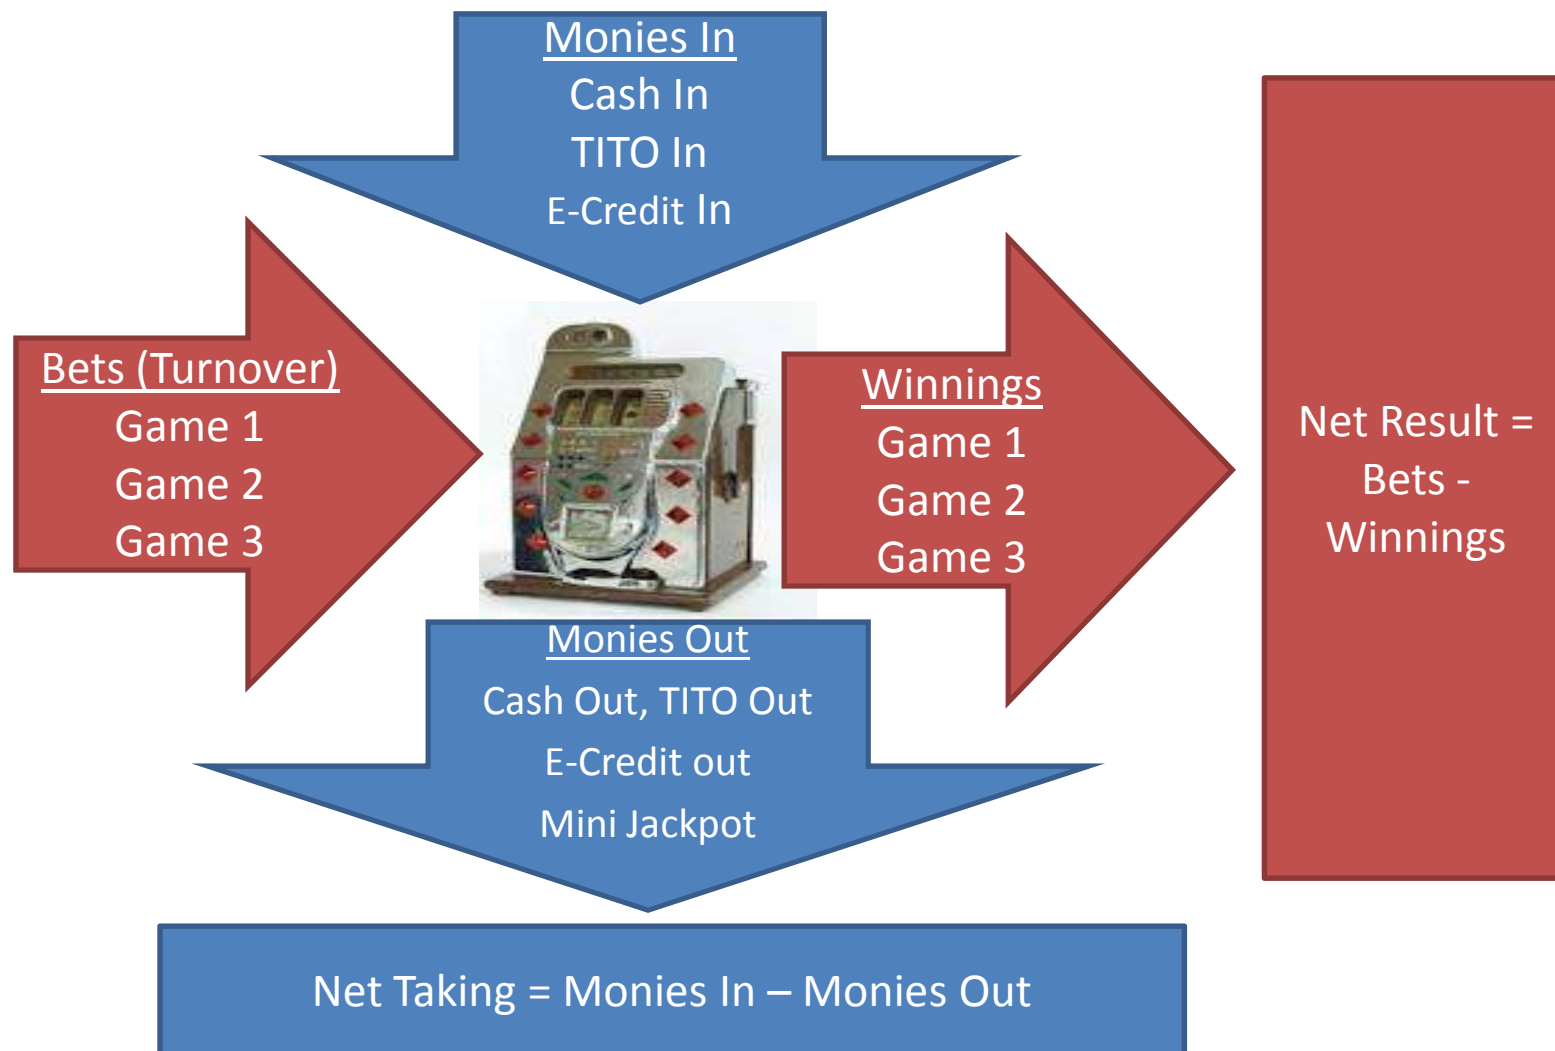 Monies In
Cash In
TITO In
E-Credit In
Bets (Turnover)
Game 1
Game 2
Game 3
Winnings
Game 1
Game 2
Game 3
Net Result =
Bets -
Winnings
Monies Out
Cash Out, TITO Out
E-Credit out
Mini Jackpot
Net Taking = Monies In – Monies Out